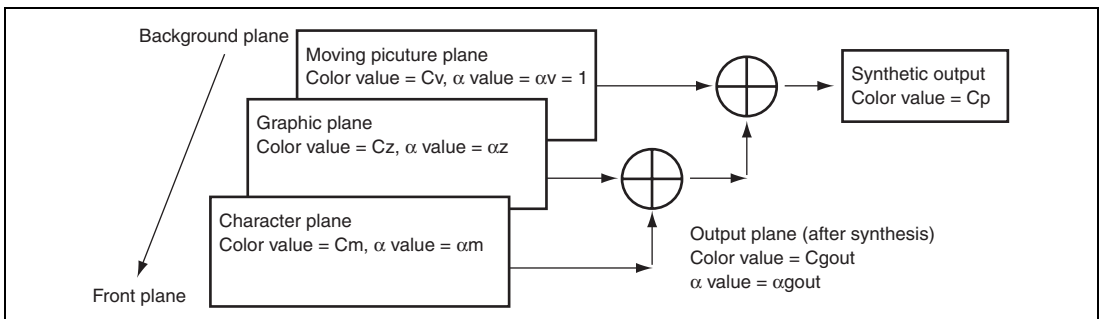 Background plane
Moving picuture plane
Color value = Cv, α value = αv = 1
Synthetic output
Color value = Cp
Graphic plane
Color value = Cz, α value = αz
Character plane
Color value = Cm, α value = αm
Output plane (after synthesis)
Color value = Cgout
α value = αgout
Front plane